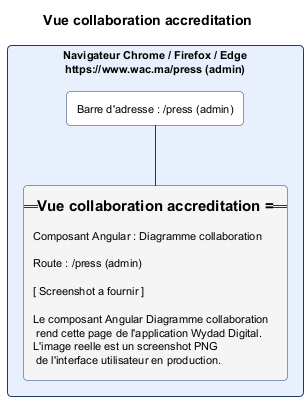 Vue collaboration accreditation
Navigateur Chrome / Firefox / Edge
https://www.wac.ma/press (admin)
Barre d'adresse : /press (admin)
Vue collaboration accreditation =
Composant Angular : Diagramme collaboration
Route : /press (admin)
[ Screenshot a fournir ]
Le composant Angular Diagramme collaboration
rend cette page de l'application Wydad Digital.
L'image reelle est un screenshot PNG
de l'interface utilisateur en production.